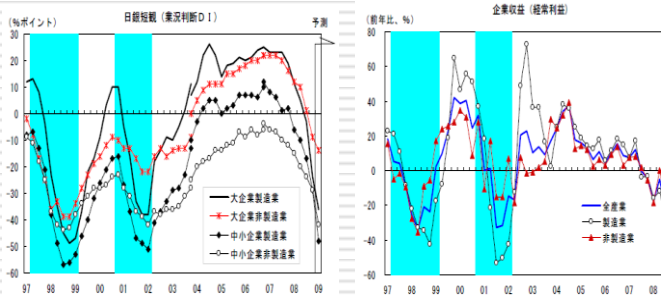 日銀短観（業況判断ＤＩ）
（％ポイント）
予測
30
20
10
0
-10
-20
-30
-40
-50
-60
97 98 99 00 01 02 03 04 05 06 07 08 09
大企業製造業
大企業非製造業
中小企業製造業
中小企業非製造業
企業収益（経常利益）
（前年比、％）
80
60
40
20
0
-20
-40
-60
97 98 99 00 01 02 03 04 05 06 07 08
全産業
製造業
非製造業